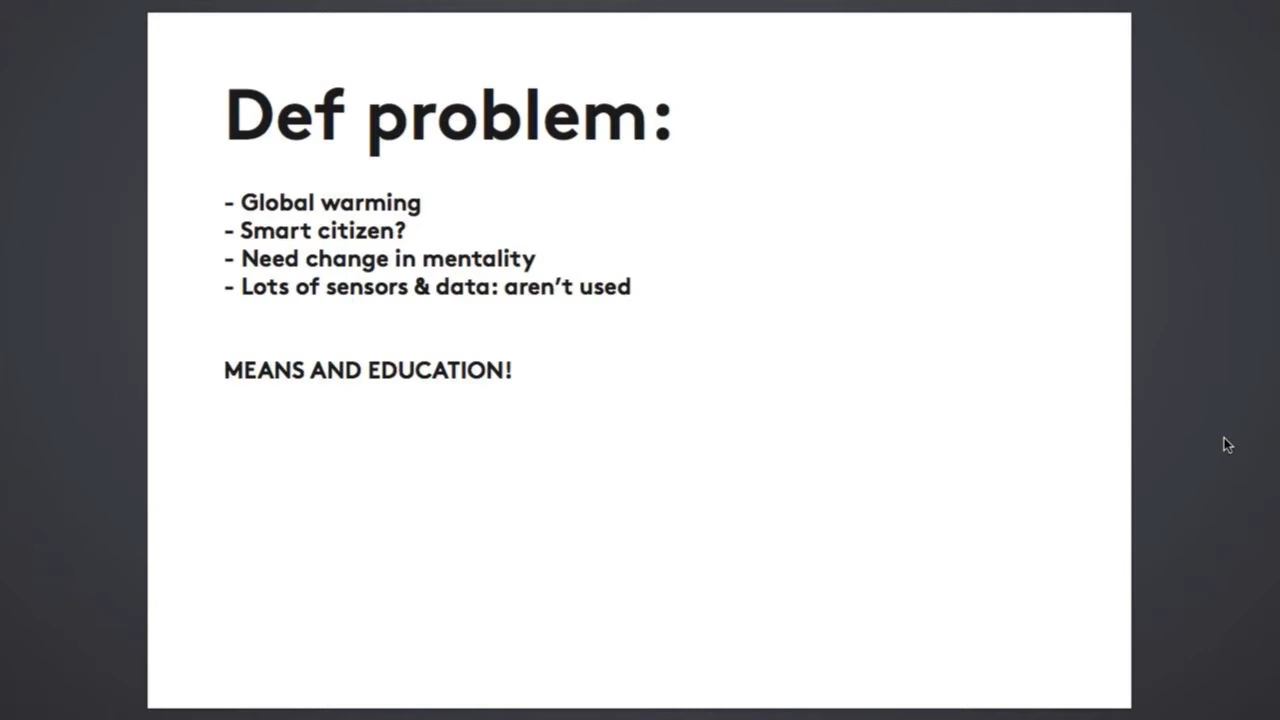 Def problem:
- Global warming
- Smart citizen?
- Need change in mentality
- Lots of sensors & data: aren’t used
MEANS AND EDUCATION!